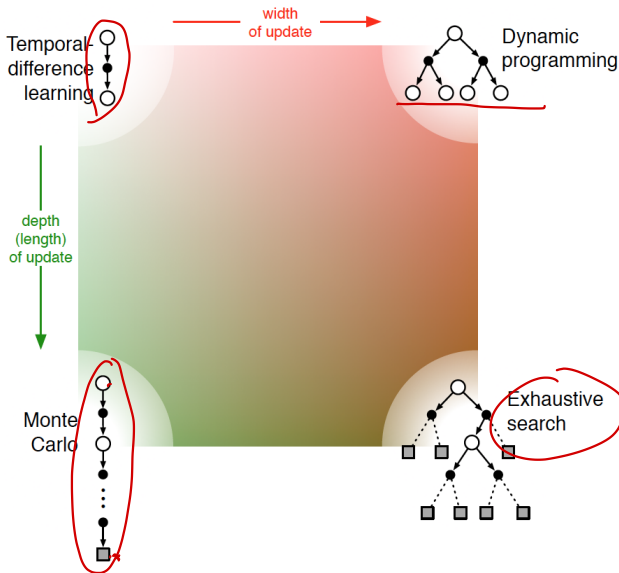 width
of update
Temporal-
difference
learning
Dynamic
programming
depth
(length)
of update
Monte
Carlo
Exhaustive
search